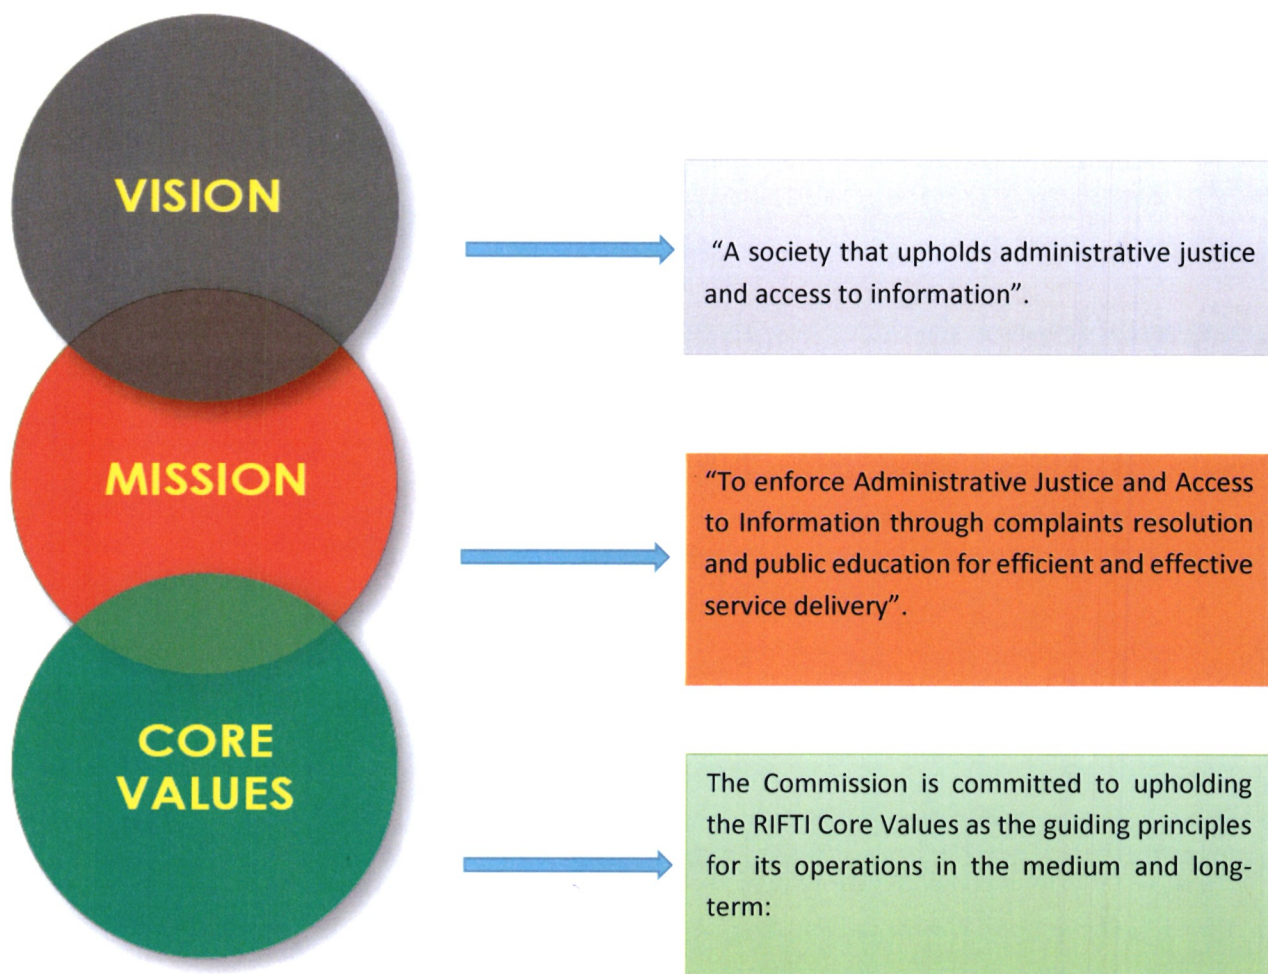 VISION
“A society that upholds administrative justice
and access to information”.
MISSION
“To enforce Administrative Justice and Access
to Information through complaints resolution
and public education for efficient and effective
service delivery”.
CORE
VALUES
The Commission is committed to upholding
the RIFTI Core Values as the guiding principles
for its operations in the medium and long-
term: